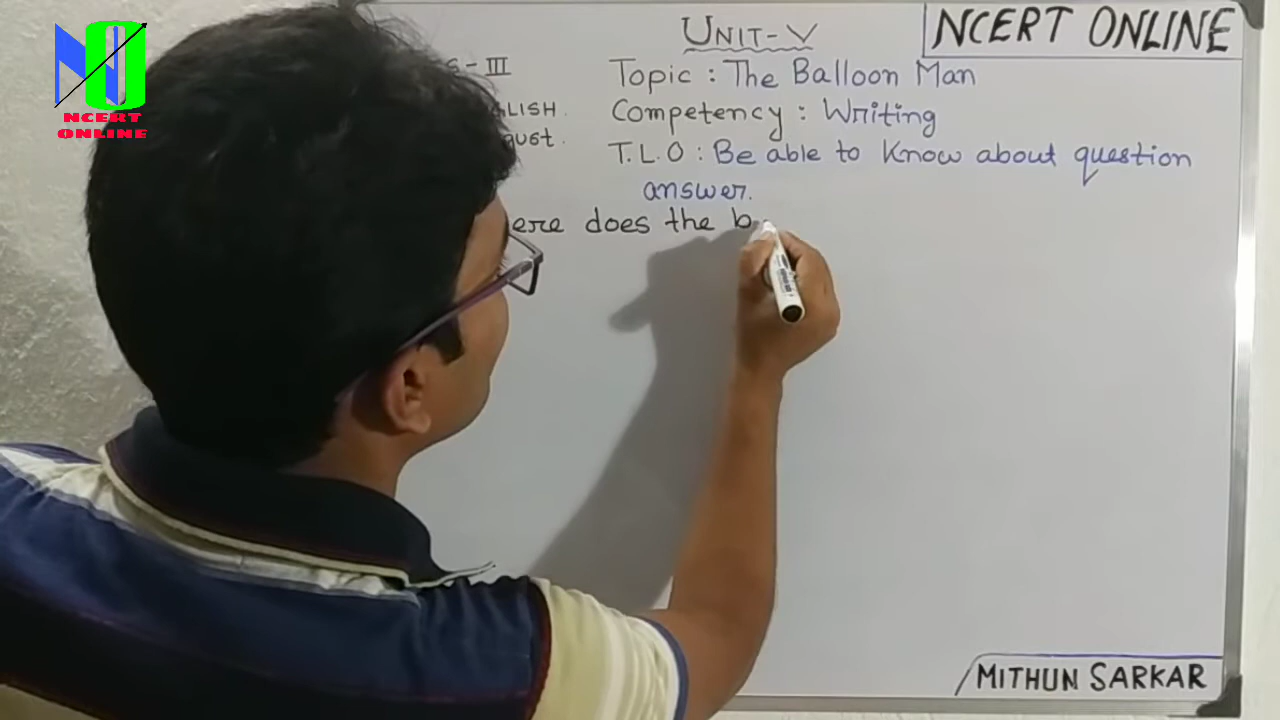 NCERT
ONLINE
UNIT-V
NCERT ONLINE
S - III
Topic : The Balloon Man
LISH.
Competency : Writing
gust.
T.L.O : Be able to know about question
answer.
ere does the b
MITHUN SARKAR